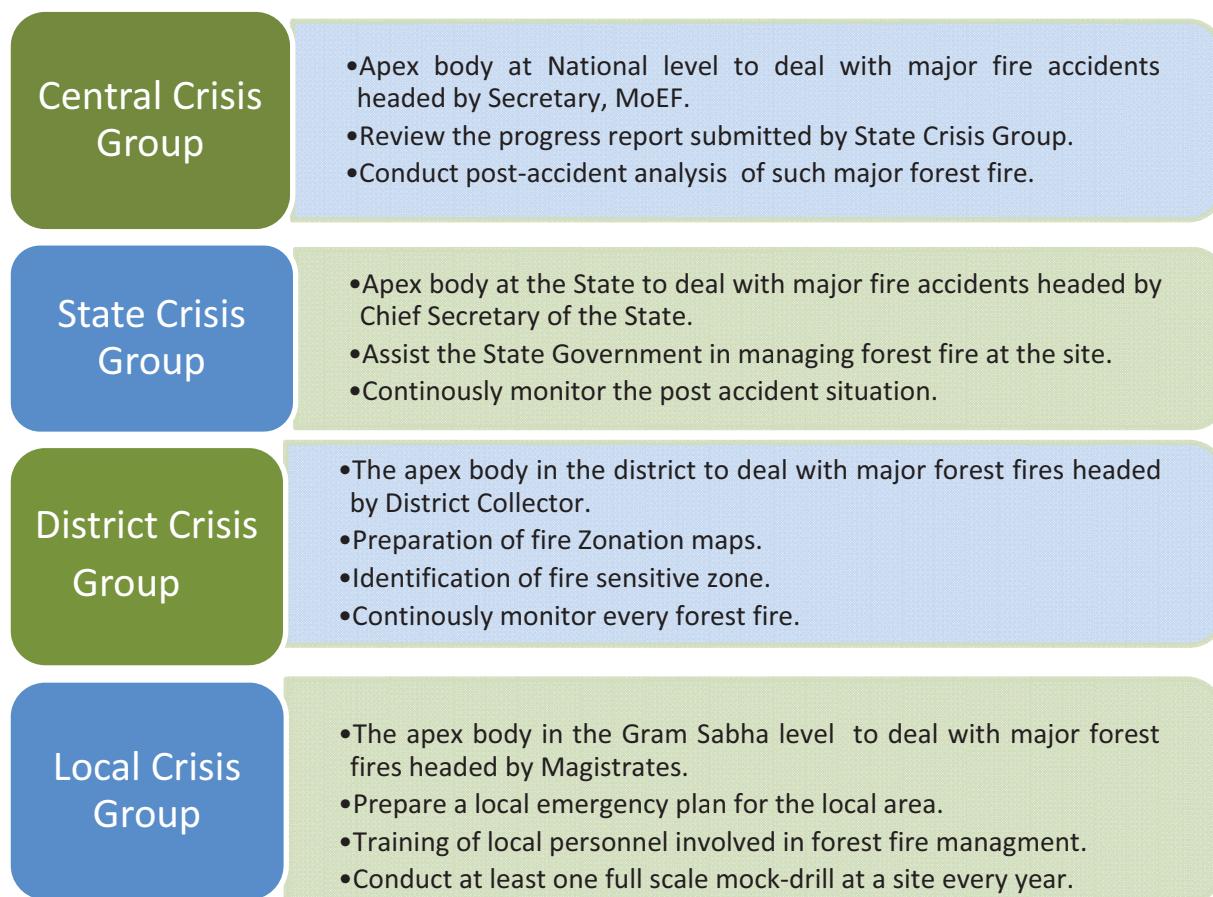 Central Crisis
Group
•Apex body at National level to deal with major fire accidents
headed by Secretary, MoEF.
•Review the progress report submitted by State Crisis Group.
•Conduct post-accident analysis of such major forest fire.
State Crisis
Group
•Apex body at the State to deal with major fire accidents headed by
Chief Secretary of the State.
•Assist the State Government in managing forest fire at the site.
•Continously monitor the post accident situation.
District Crisis
Group
•The apex body in the district to deal with major forest fires headed
by District Collector.
•Preparation of fire Zonation maps.
•Identification of fire sensitive zone.
•Continously monitor every forest fire.
Local Crisis
Group
•The apex body in the Gram Sabha level to deal with major forest
fires headed by Magistrates.
•Prepare a local emergency plan for the local area.
•Training of local personnel involved in forest fire managment.
•Conduct at least one full scale mock-drill at a site every year.